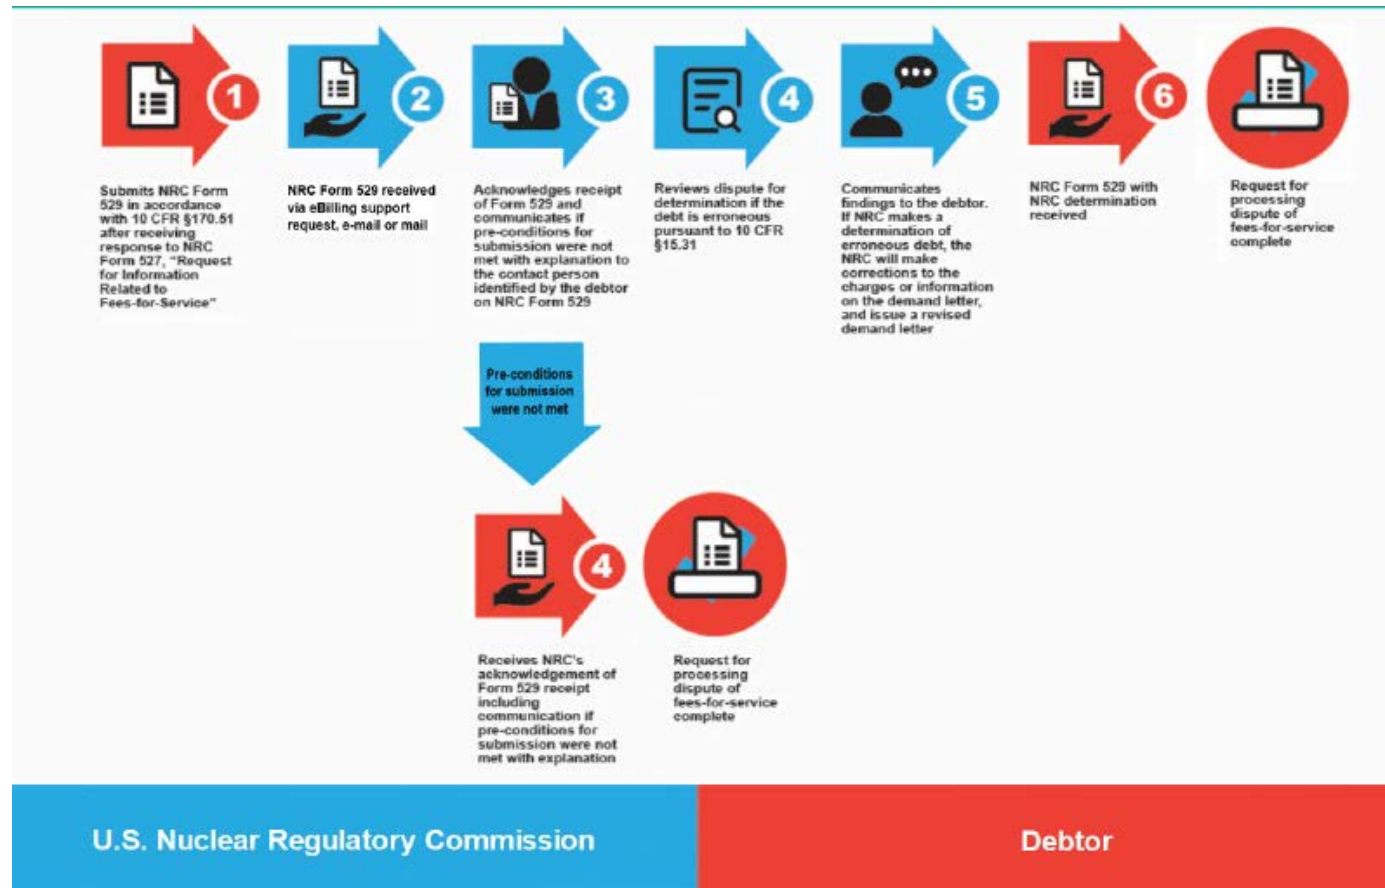 1
Submits NRC Form
529 in accordance
with 10 CFR §170.51
after receiving
response to NRC
Form 527, “Request
for Information
Related to
Fees-for-Service”
2
NRC Form 529 received
via eBilling support
request, e-mail or mail
3
Acknowledges receipt
of Form 529 and
communicates if
pre-conditions for
submission were not
met with explanation to
the contact person
identified by the debtor
on NRC Form 529
4
Reviews dispute for
determination if the
debt is erroneous
pursuant to 10 CFR
§15.31
5
Communicates
findings to the debtor.
If NRC makes a
determination of
erroneous debt, the
NRC will make
corrections to the
charges or information
on the demand letter,
and issue a revised
demand letter
6
NRC Form 529 with
NRC determination
received
Request for
processing
dispute of
fees-for-service
complete
Pre-conditions
for submission
were not met
4
Receives NRC's
acknowledgement of
Form 529 receipt
including
communication if
pre-conditions for
submission were not
met with explanation
Request for
processing
dispute of
fees-for-service
complete
U.S. Nuclear Regulatory Commission
Debtor